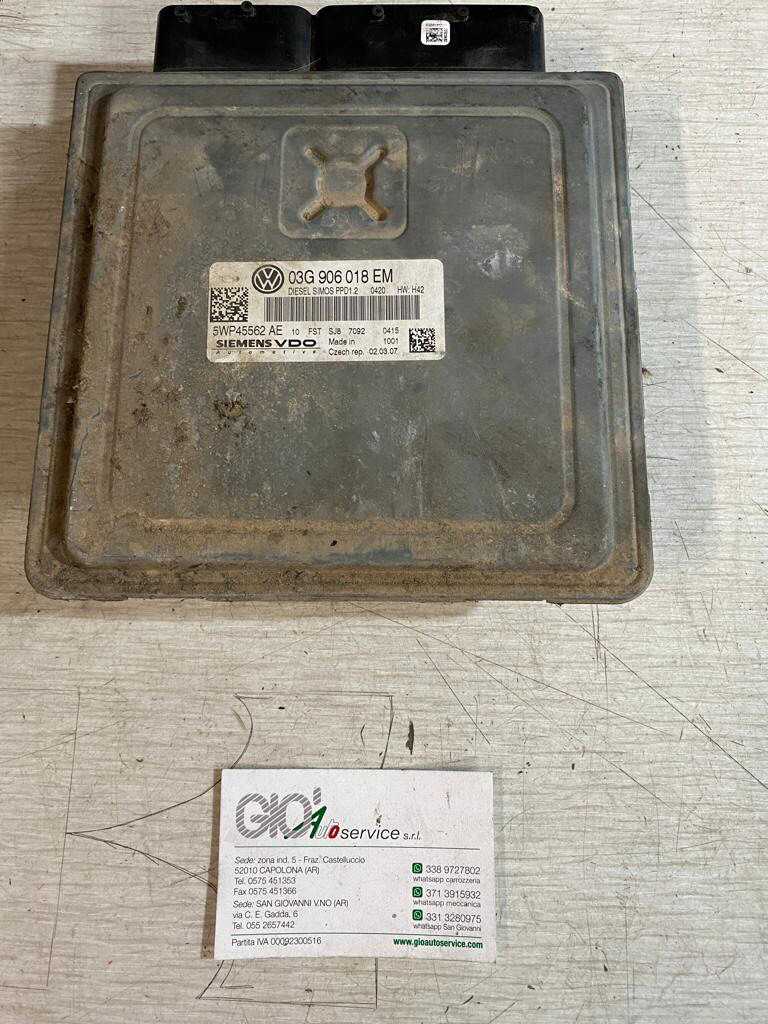 03G 906 018 EM
DIESEL SIMOS PPD1.2 0420 HW: H42
5WP45562 AE 10 FST SJ8 7092 0415
SIEMENS VDO Made in 1001
Automotive Czech rep. 02.03.07
GIO' Autoservice s.r.l.
Sede: zona ind. 5 - Fraz. Castelluccio
52010 CAPOLONA (AR)
Tel. 0575 451353
Fax 0575 451366
Sede: SAN GIOVANNI V.NO (AR)
via C. E. Gadda, 6
Tel. 055 2657442
Partita IVA 00092300516
338 9727802
whatsapp carrozzeria
371 3915932
whatsapp meccanica
331 3280975
whatsapp San Giovanni
www.gioautoservice.com